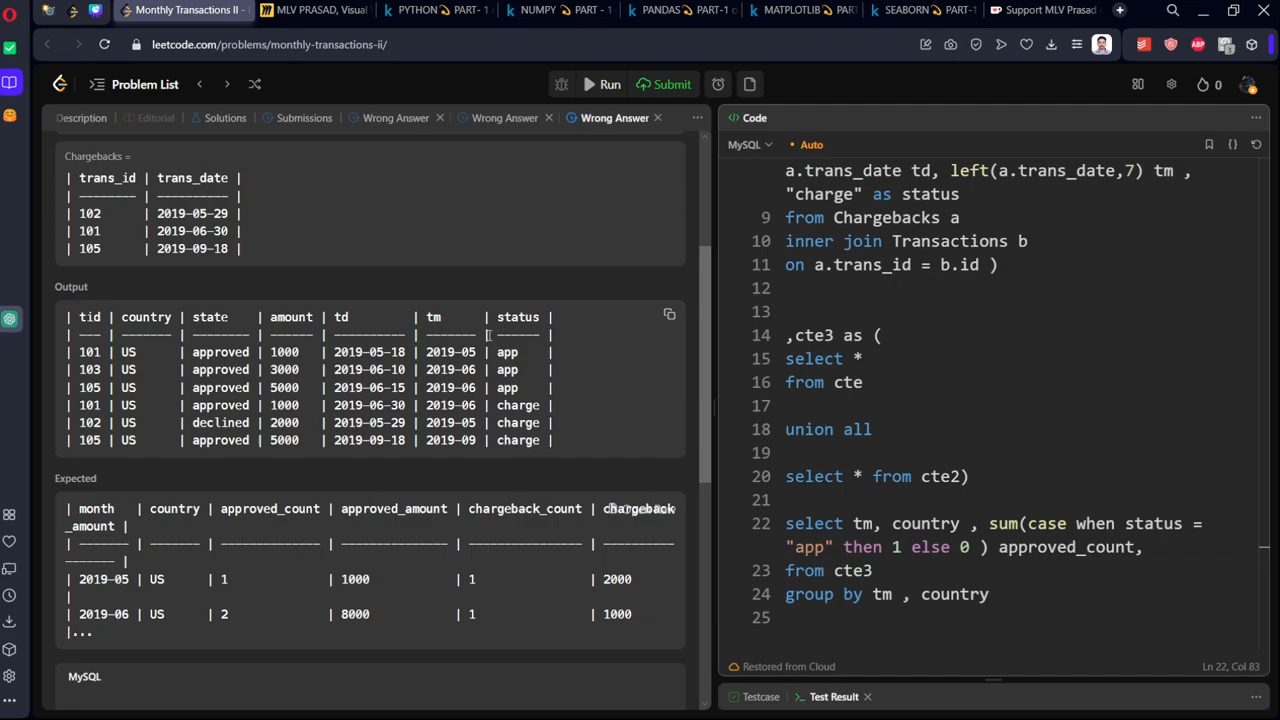 Monthly Transactions II -
MLV PRASAD, Visual
PYTHON PART- 1
NUMPY PART - 1
PANDAS PART- 1 o
MATPLOTLIB PART
SEABORN PART-1
Support MLV Prasad
leetcode.com/problems/monthly-transactions-ii/
Problem List
Run
Submit
0
Description
Editorial
Solutions
Submissions
Wrong Answer
Wrong Answer
Wrong Answer
Chargebacks =
| trans_id | trans_date |
| -------- | ---------- |
| 102 | 2019-05-29 |
| 101 | 2019-06-30 |
| 105 | 2019-09-18 |
Output
| tid | country | state | amount | td | tm | status |
| --- | ------- | -------- | ------ | ---------- | ------- | ------ |
| 101 | US | approved | 1000 | 2019-05-18 | 2019-05 | app |
| 103 | US | approved | 3000 | 2019-06-10 | 2019-06 | app |
| 105 | US | approved | 5000 | 2019-06-15 | 2019-06 | app |
| 101 | US | approved | 1000 | 2019-06-30 | 2019-06 | charge |
| 102 | US | declined | 2000 | 2019-05-29 | 2019-05 | charge |
| 105 | US | approved | 5000 | 2019-09-18 | 2019-09 | charge |
Expected
| month | country | approved_count | approved_amount | chargeback_count | chargeback
_amount |
| ------- | ------- | -------------- | --------------- | ---------------- | ----------
------- |
| 2019-05 | US | 1 | 1000 | 1 | 2000
|
| 2019-06 | US | 2 | 8000 | 1 | 1000
|...
MySQL
Code
MySQL
Auto
a.trans_date td, left(a.trans_date,7) tm ,
"charge" as status
9 from Chargebacks a
10 inner join Transactions b
11 on a.trans_id = b.id )
12
13
14 ,cte3 as (
15 select *
16 from cte
17
18 union all
19
20 select * from cte2)
21
22 select tm, country , sum(case when status =
"app" then 1 else 0 ) approved_count,
23 from cte3
24 group by tm , country
25
Restored from Cloud
Ln 22, Col 83
Testcase
Test Result